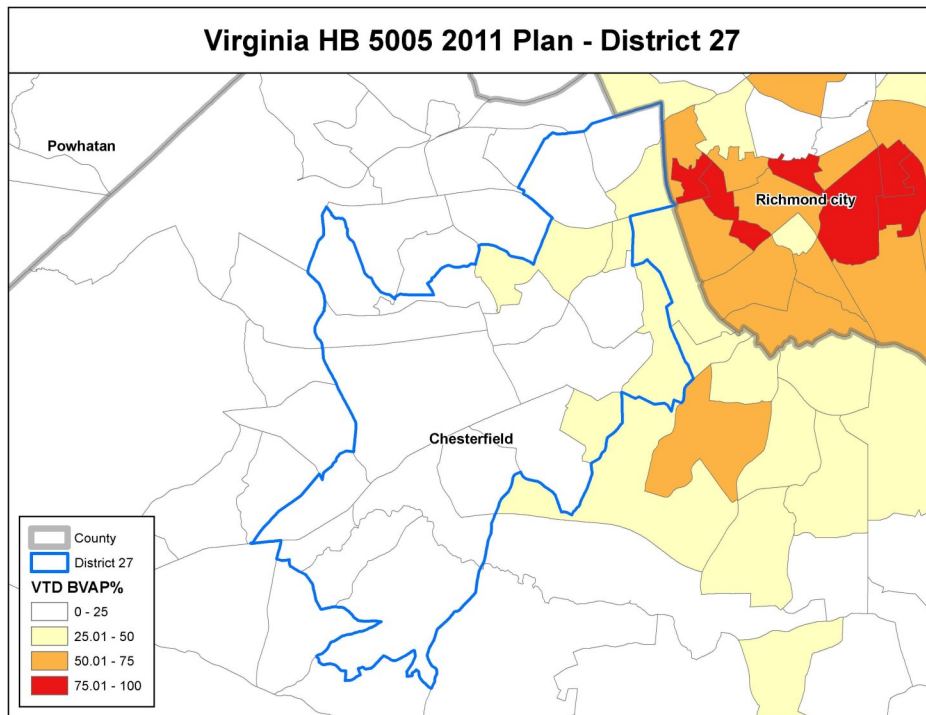 Virginia HB 5005 2011 Plan - District 27
Powhatan
Richmond city
Chesterfield
County
District 27
VTD BVAP%
0 - 25
25.01 - 50
50.01 - 75
75.01 - 100